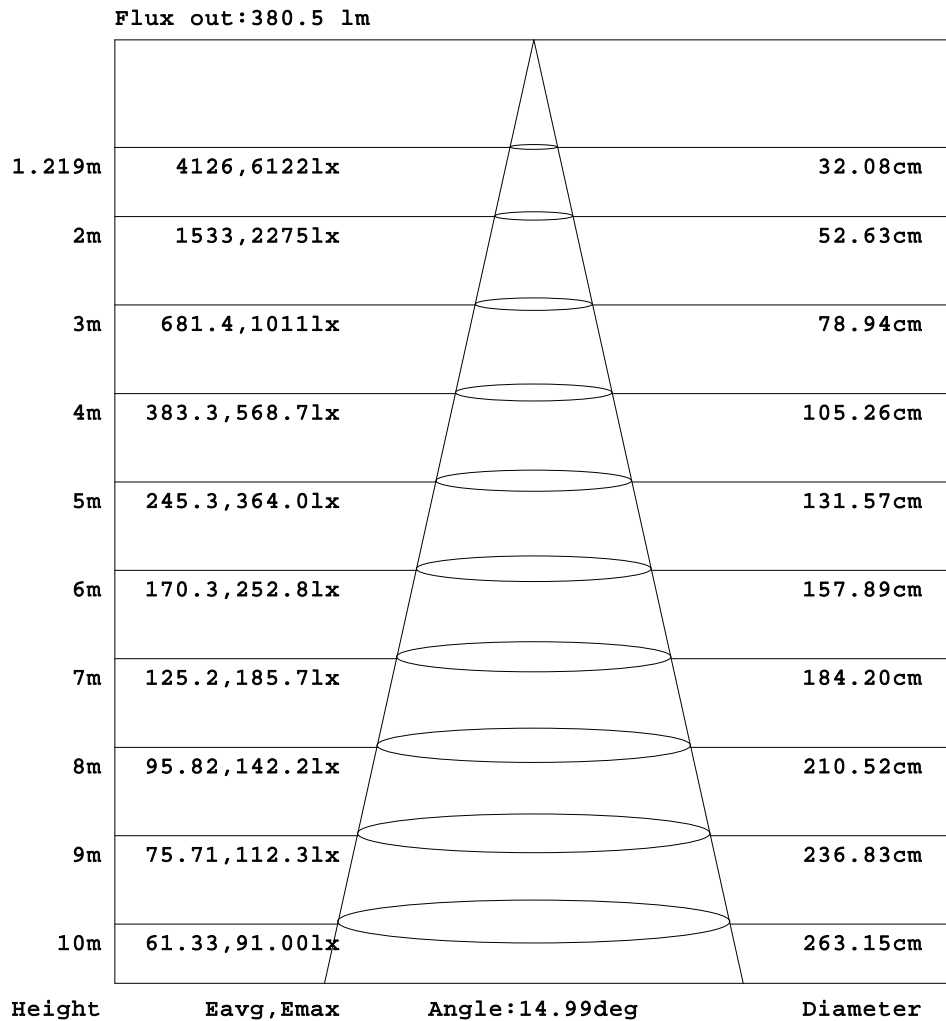 Flux out:380.5 lm
1.219m 4126,6122lx 32.08cm
2m 1533,2275lx 52.63cm
3m 681.4,1011lx 78.94cm
4m 383.3,568.7lx 105.26cm
5m 245.3,364.0lx 131.57cm
6m 170.3,252.8lx 157.89cm
7m 125.2,185.7lx 184.20cm
8m 95.82,142.2lx 210.52cm
9m 75.71,112.3lx 236.83cm
10m 61.33,91.00lx 263.15cm
Height Eavg,Emax Angle:14.99deg Diameter